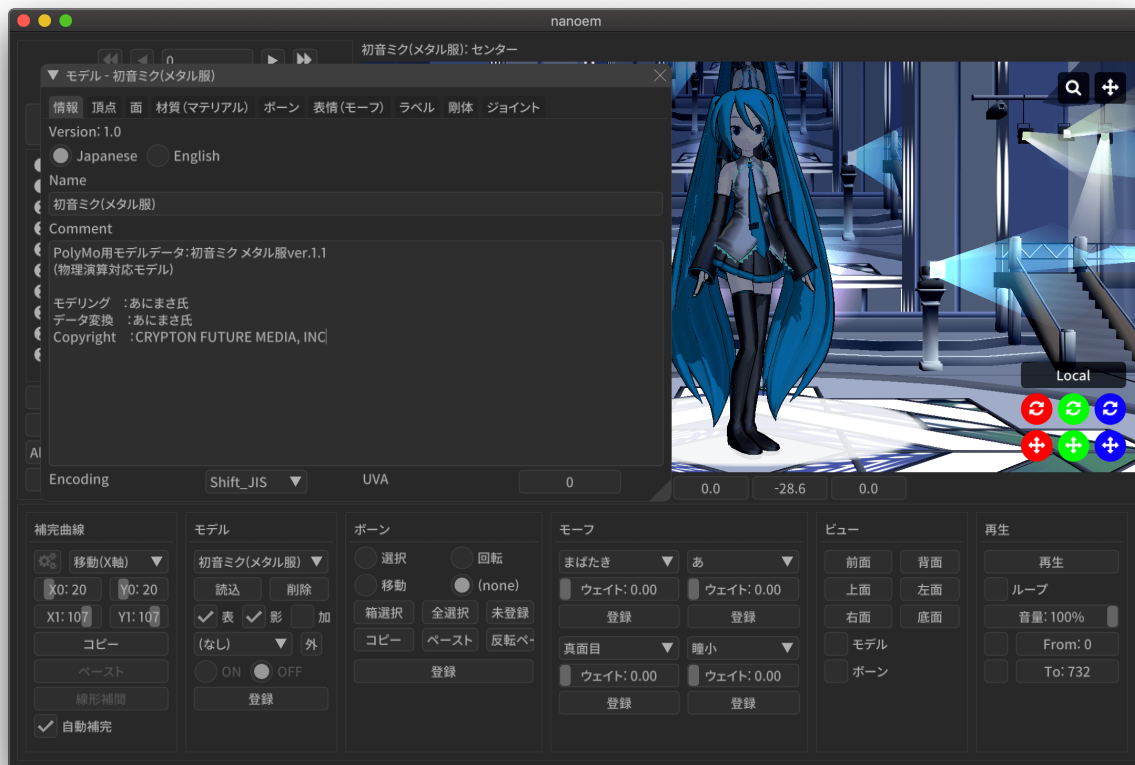 nanoem
0
初音ミク(メタル服): センター
モデル - 初音ミク(メタル服)
情報 頂点 面 材質(マテリアル) ボーン 表情(モーフ) ラベル 剛体 ジョイント
Version: 1.0
Japanese English
Name
初音ミク(メタル服)
Comment
PolyMo用モデルデータ:初音ミク メタル服ver.1.1
(物理演算対応モデル)
モデリング :あにまさ氏
データ変換 :あにまさ氏
Copyright :CRYPTON FUTURE MEDIA, INC
Encoding Shift_JIS UVA 0
Local
0.0 -28.6 0.0
補完曲線
移動(X軸)
X0: 20 Y0: 20
X1: 107 Y1: 107
コピー
ペースト
線形補間
自動補完
モデル
初音ミク(メタル服)
読込 削除
表 影 加
(なし) 外
ON OFF
登録
ボーン
選択 回転
移動 (none)
箱選択 全選択 未登録
コピー ペースト 反転ペー
登録
モーフ
まばたき あ
ウェイト: 0.00 ウェイト: 0.00
登録 登録
真面目 瞳小
ウェイト: 0.00 ウェイト: 0.00
登録 登録
ビュー
前面 背面
上面 左面
右面 底面
モデル
ボーン
再生
再生
ループ
音量: 100%
From: 0
To: 732